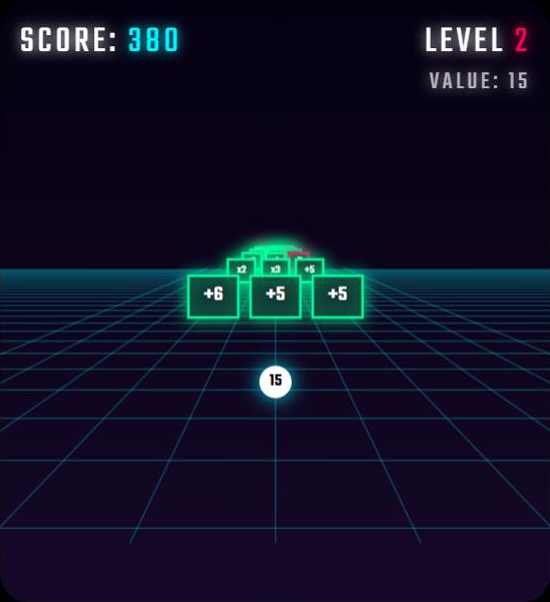 SCORE: 380
LEVEL 2
VALUE: 15
x2 x3 +5
+6 +5 +5
15